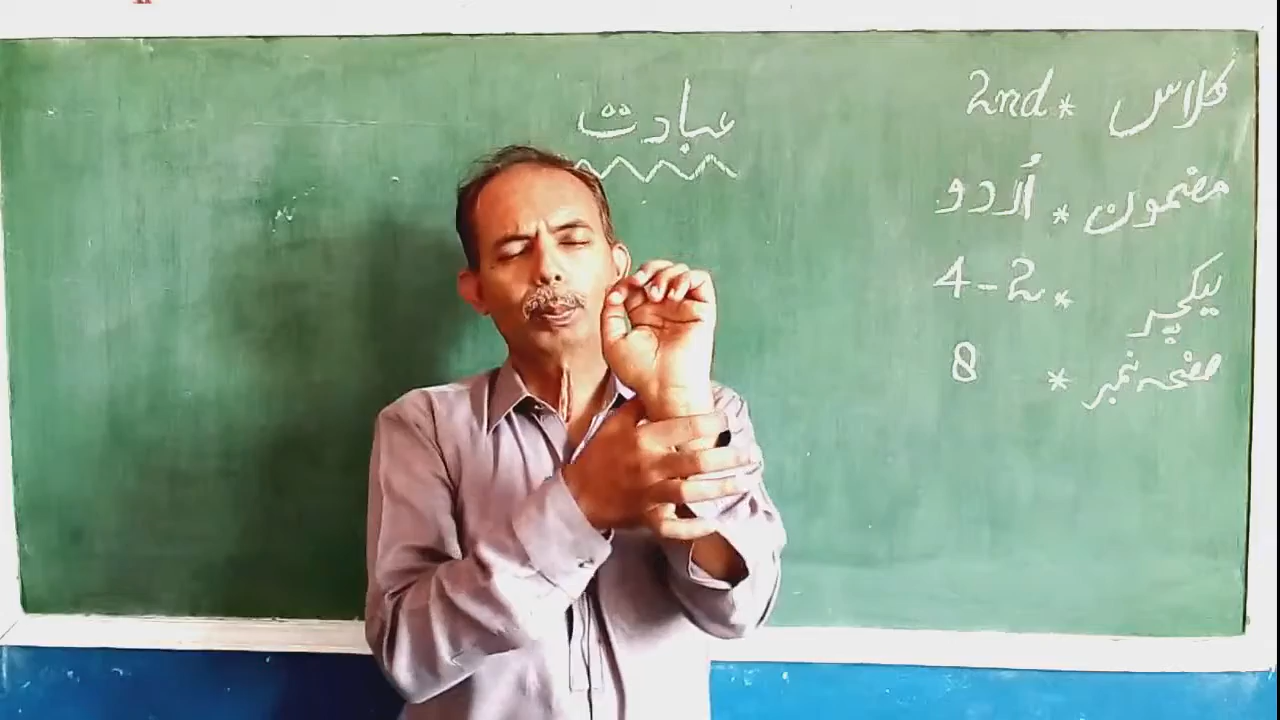 عبادت
کلاس * 2nd
مضمون * اُردو
لیکچر * 2-4
صفحہ نمبر * 8